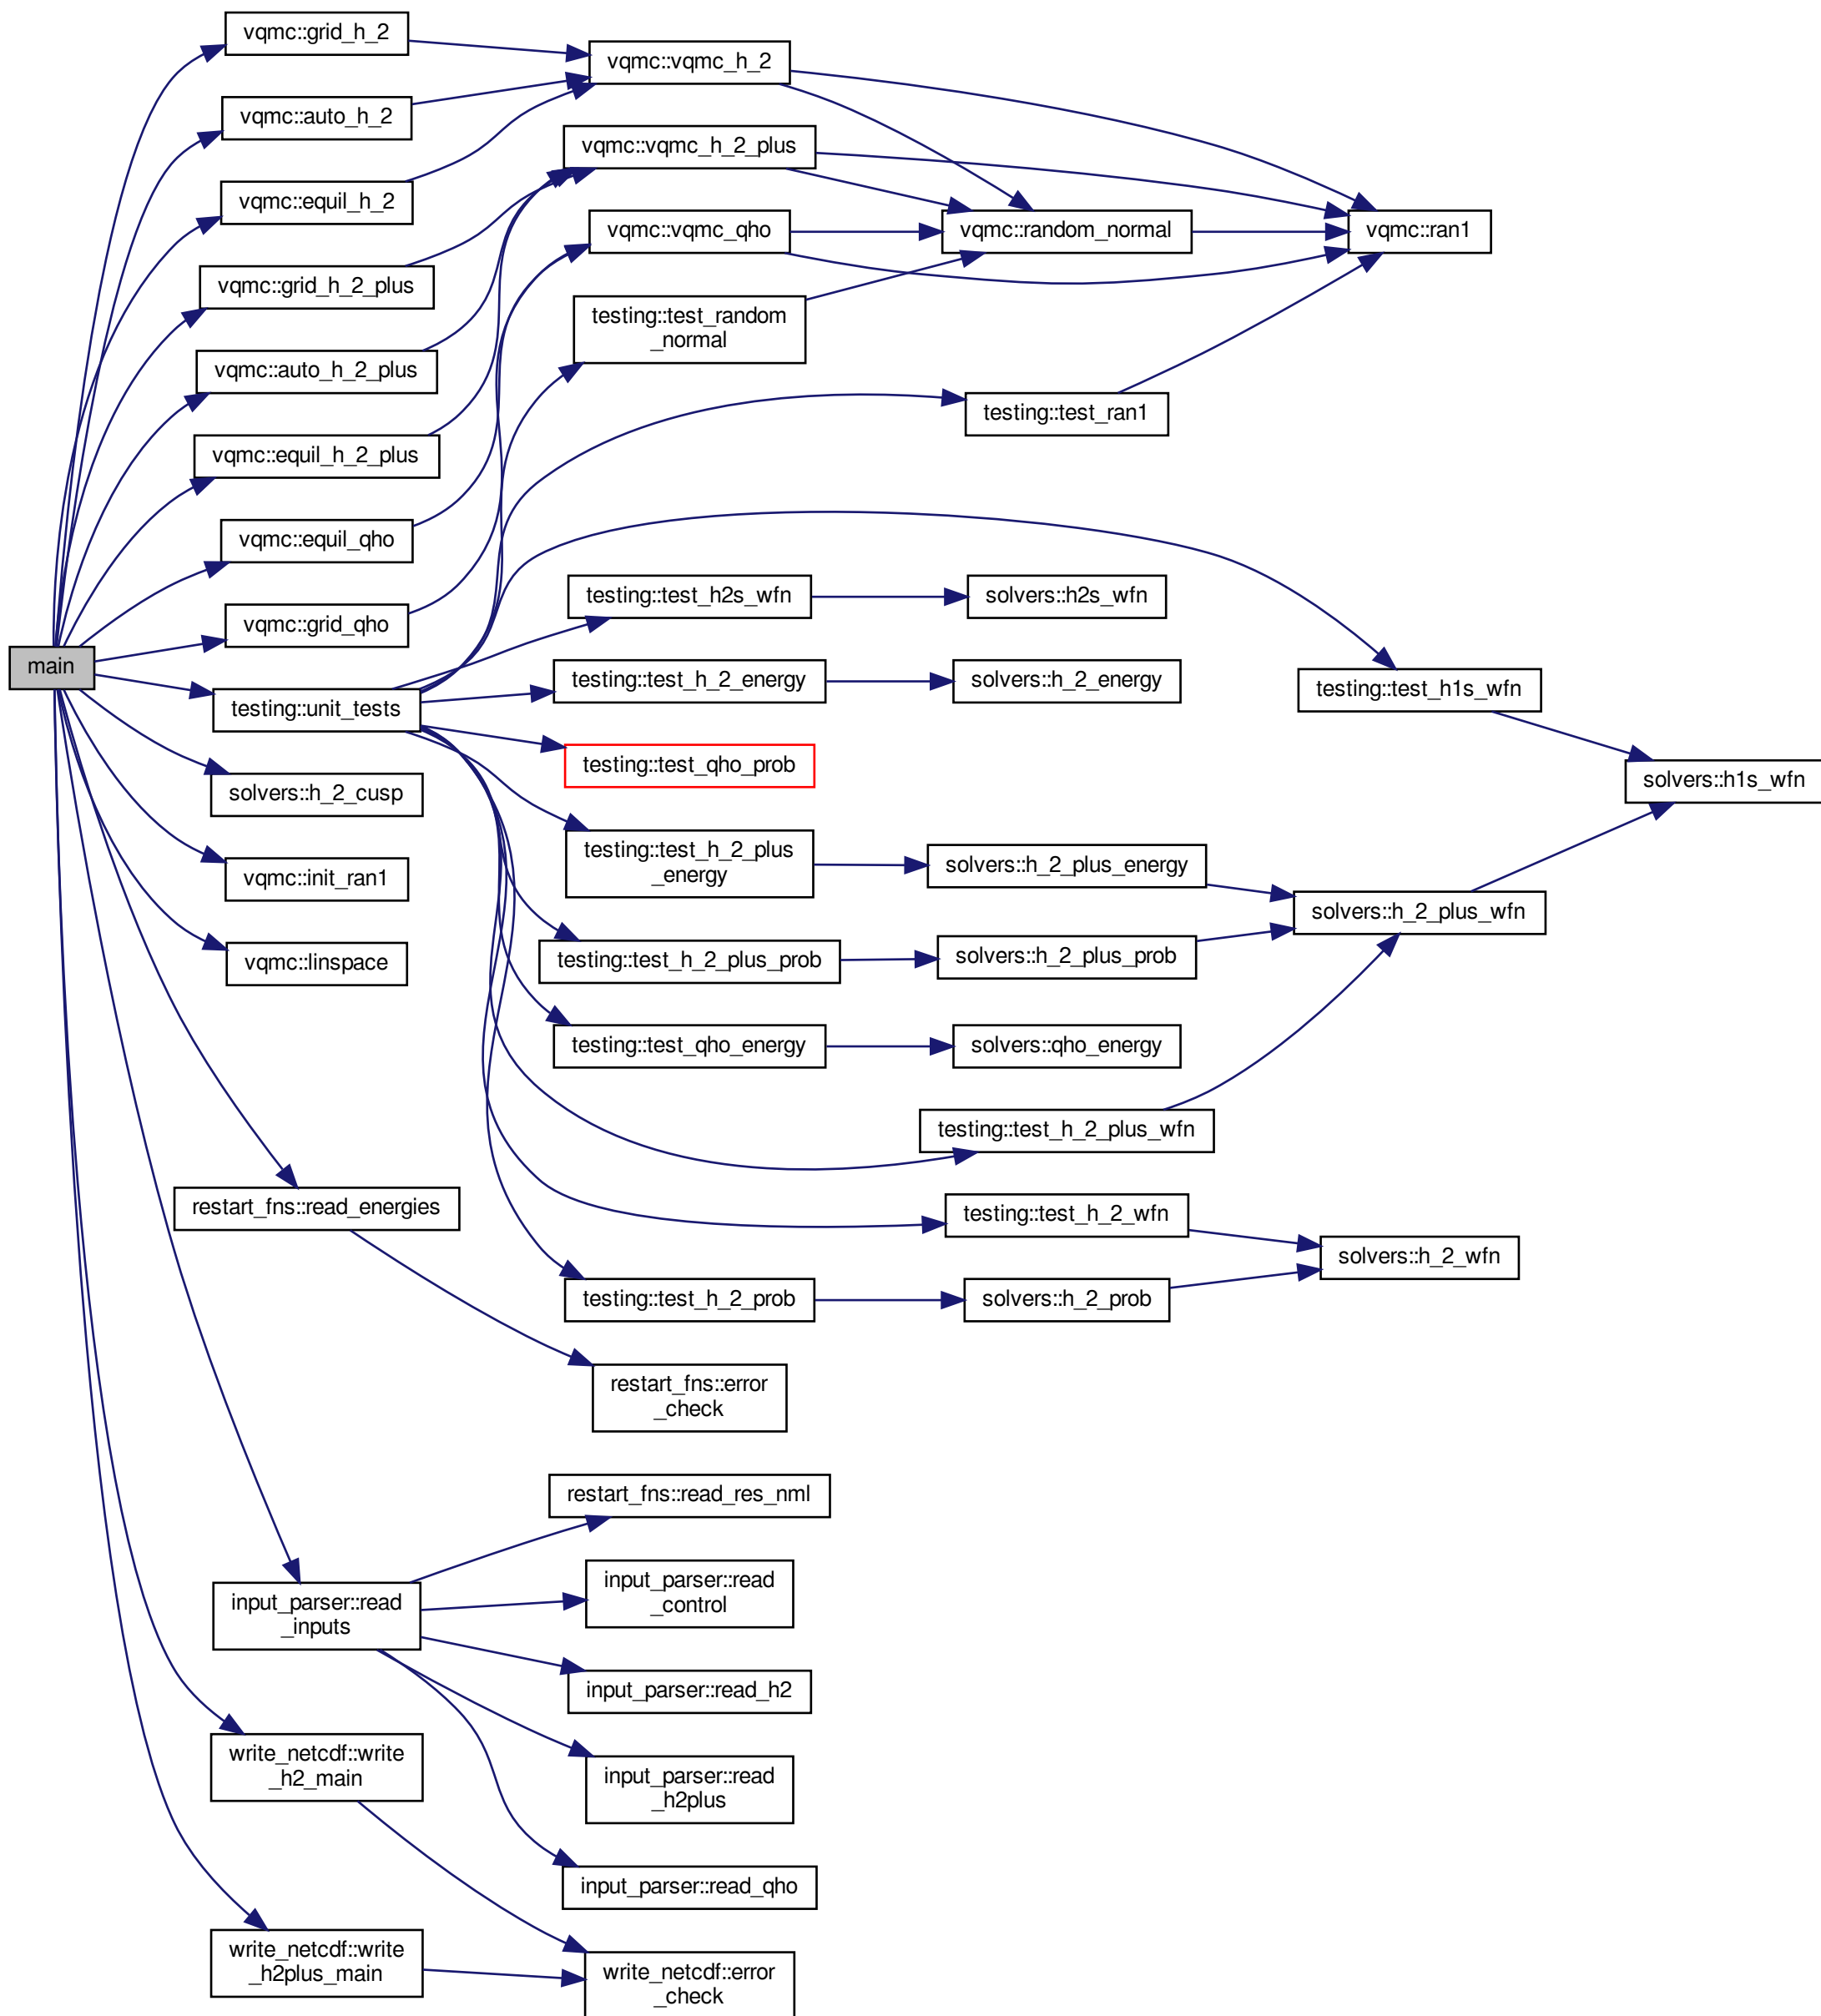 main
vqmc::grid_h_2
vqmc::auto_h_2
vqmc::equil_h_2
vqmc::grid_h_2_plus
vqmc::auto_h_2_plus
vqmc::equil_h_2_plus
vqmc::equil_qho
vqmc::grid_qho
testing::unit_tests
solvers::h_2_cusp
vqmc::init_ran1
vqmc::linspace
restart_fns::read_energies
input_parser::read
_inputs
write_netcdf::write
_h2_main
write_netcdf::write
_h2plus_main
vqmc::vqmc_h_2
vqmc::vqmc_h_2_plus
vqmc::vqmc_qho
testing::test_random
_normal
testing::test_h2s_wfn
testing::test_h_2_energy
testing::test_qho_prob
testing::test_h_2_plus
_energy
testing::test_h_2_plus_prob
testing::test_qho_energy
testing::test_h_2_prob
restart_fns::error
_check
restart_fns::read_res_nml
input_parser::read
_control
input_parser::read_h2
input_parser::read
_h2plus
input_parser::read_qho
write_netcdf::error
_check
vqmc::random_normal
testing::test_ran1
solvers::h2s_wfn
solvers::h_2_energy
solvers::h_2_plus_energy
solvers::h_2_plus_prob
solvers::qho_energy
testing::test_h_2_plus_wfn
testing::test_h_2_wfn
solvers::h_2_prob
vqmc::ran1
testing::test_h1s_wfn
solvers::h_2_plus_wfn
solvers::h_2_wfn
solvers::h1s_wfn